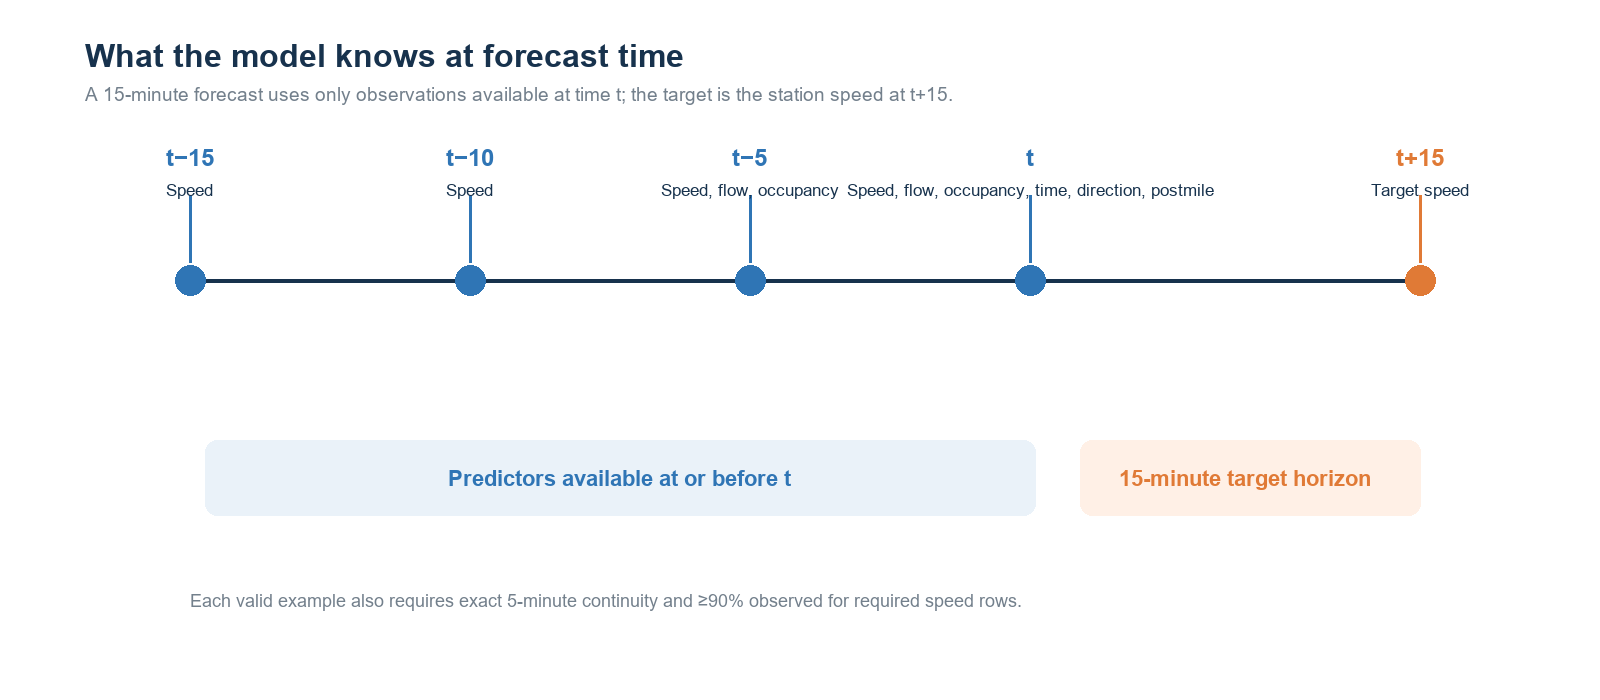 What the model knows at forecast time
A 15-minute forecast uses only observations available at time t; the target is the station speed at t+15.
t−15
t−10
t−5
t
t+15
Speed
Speed
Speed, flow, occupancy
Speed, flow, occupancy, time, direction, postmile
Target speed
Predictors available at or before t
15-minute target horizon
Each valid example also requires exact 5-minute continuity and ≥90% observed for required speed rows.